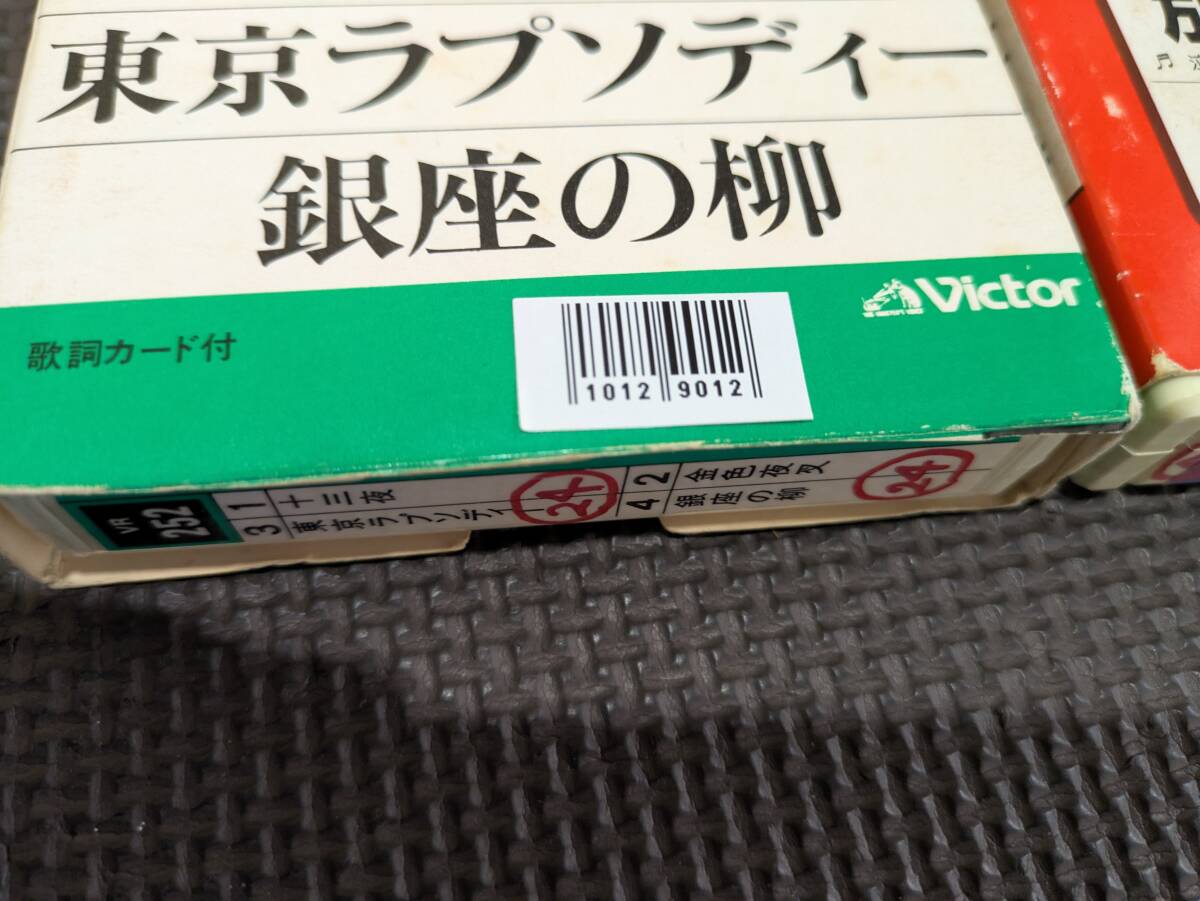 東京ラプソディー
銀座の柳
歌詞カード付
Victor
1012 9012
VR 252
1 十三夜
2 金色夜叉
3 東京ラプソディー
4 銀座の柳
24
24